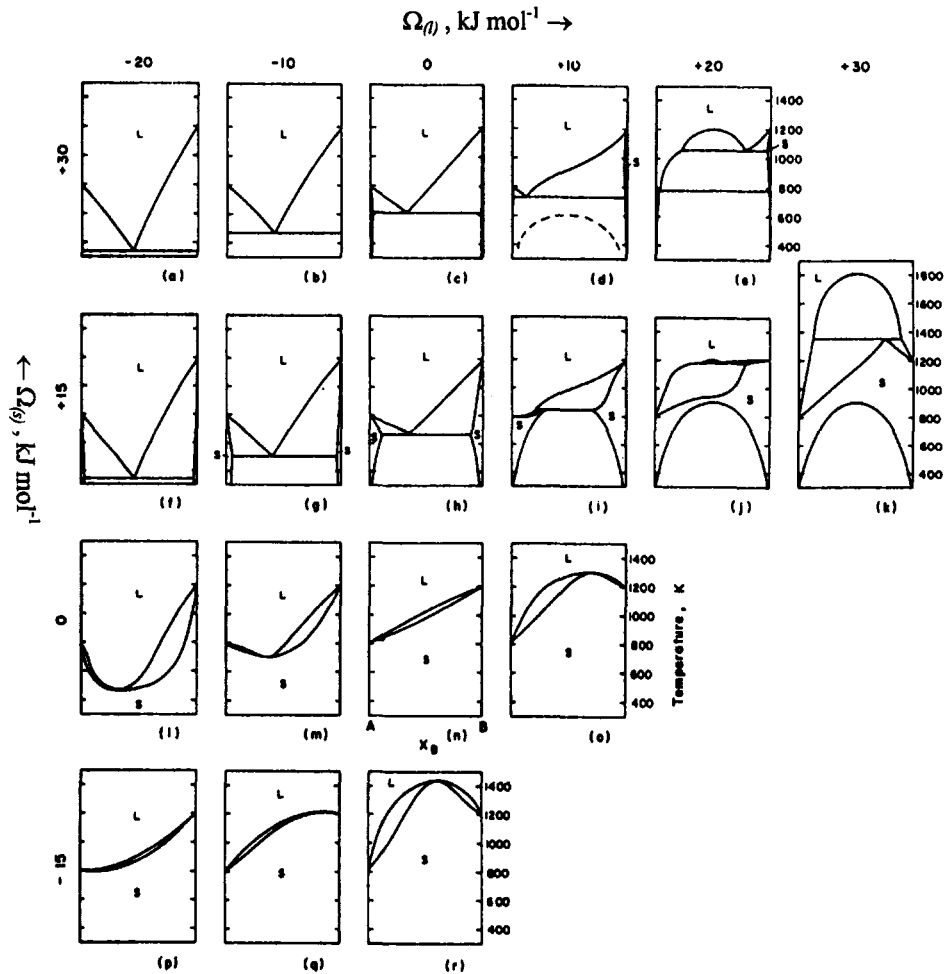 Ω(l) , kJ mol⁻¹ →
-20 -10 0 +10 +20 +30
← Ω(s) , kJ mol⁻¹
+30
L L L L L
S S
1400
1200
1000
800
600
400
(a) (b) (c) (d) (e)
+15
L L L L L L
S S S S S S S S
1600
1400
1200
1000
800
600
400
(f) (g) (h) (i) (j) (k)
0
L L L L
S S S S
1400
1200
1000
800
600
400
Temperature , K
A B
X_B
(l) (m) (n) (o)
-15
L L L
S S S
1400
1200
1000
800
600
400
(p) (q) (r)